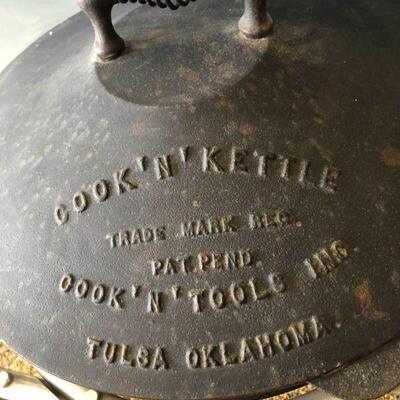 COOK'N'KETTLE
TRADE MARK REG.
PAT. PEND.
COOK'N'TOOLS INC.
TULSA OKLAHOMA.